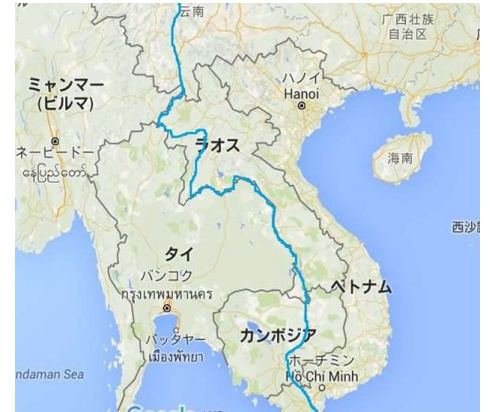 云南
广西壮族
自治区
ミャンマー
(ビルマ)
ハノイ
Hanoi
ネーピードー
နေပြည်တော်
ラオス
海南
西沙
タイ
バンコク
กรุงเทพมหานคร
ベトナム
カンボジア
パッタヤー
เมืองพัทยา
ホーチミン
Hồ Chí Minh
ndaman Sea
Google